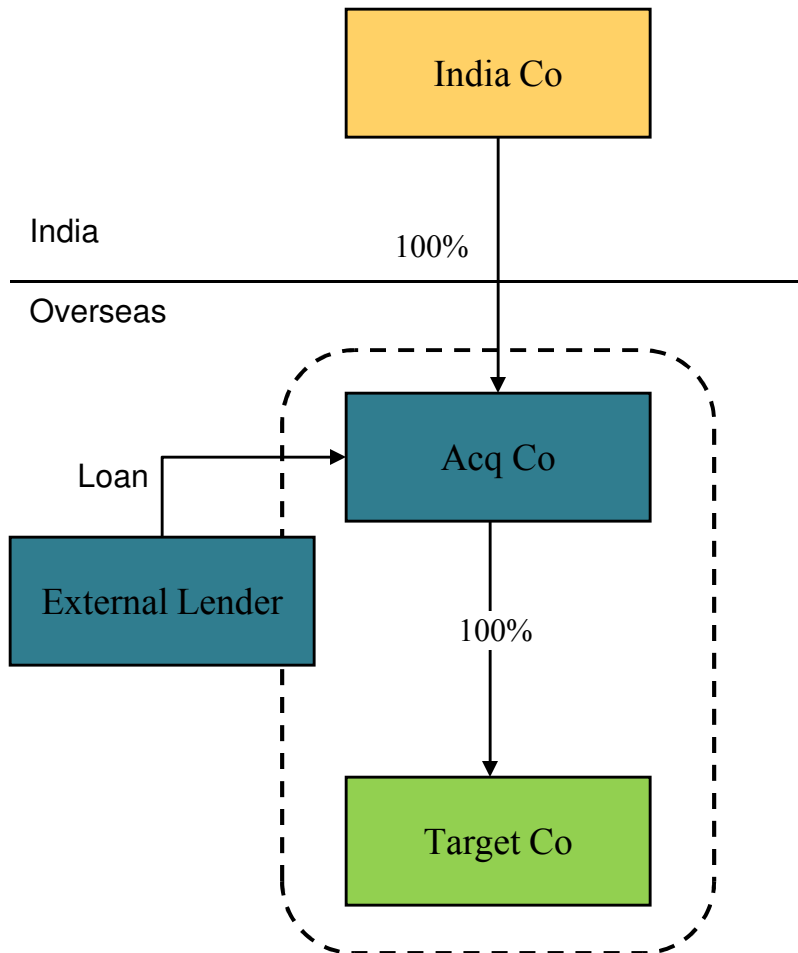 India Co
India
100%
Overseas
Acq Co
Loan
External Lender
100%
Target Co